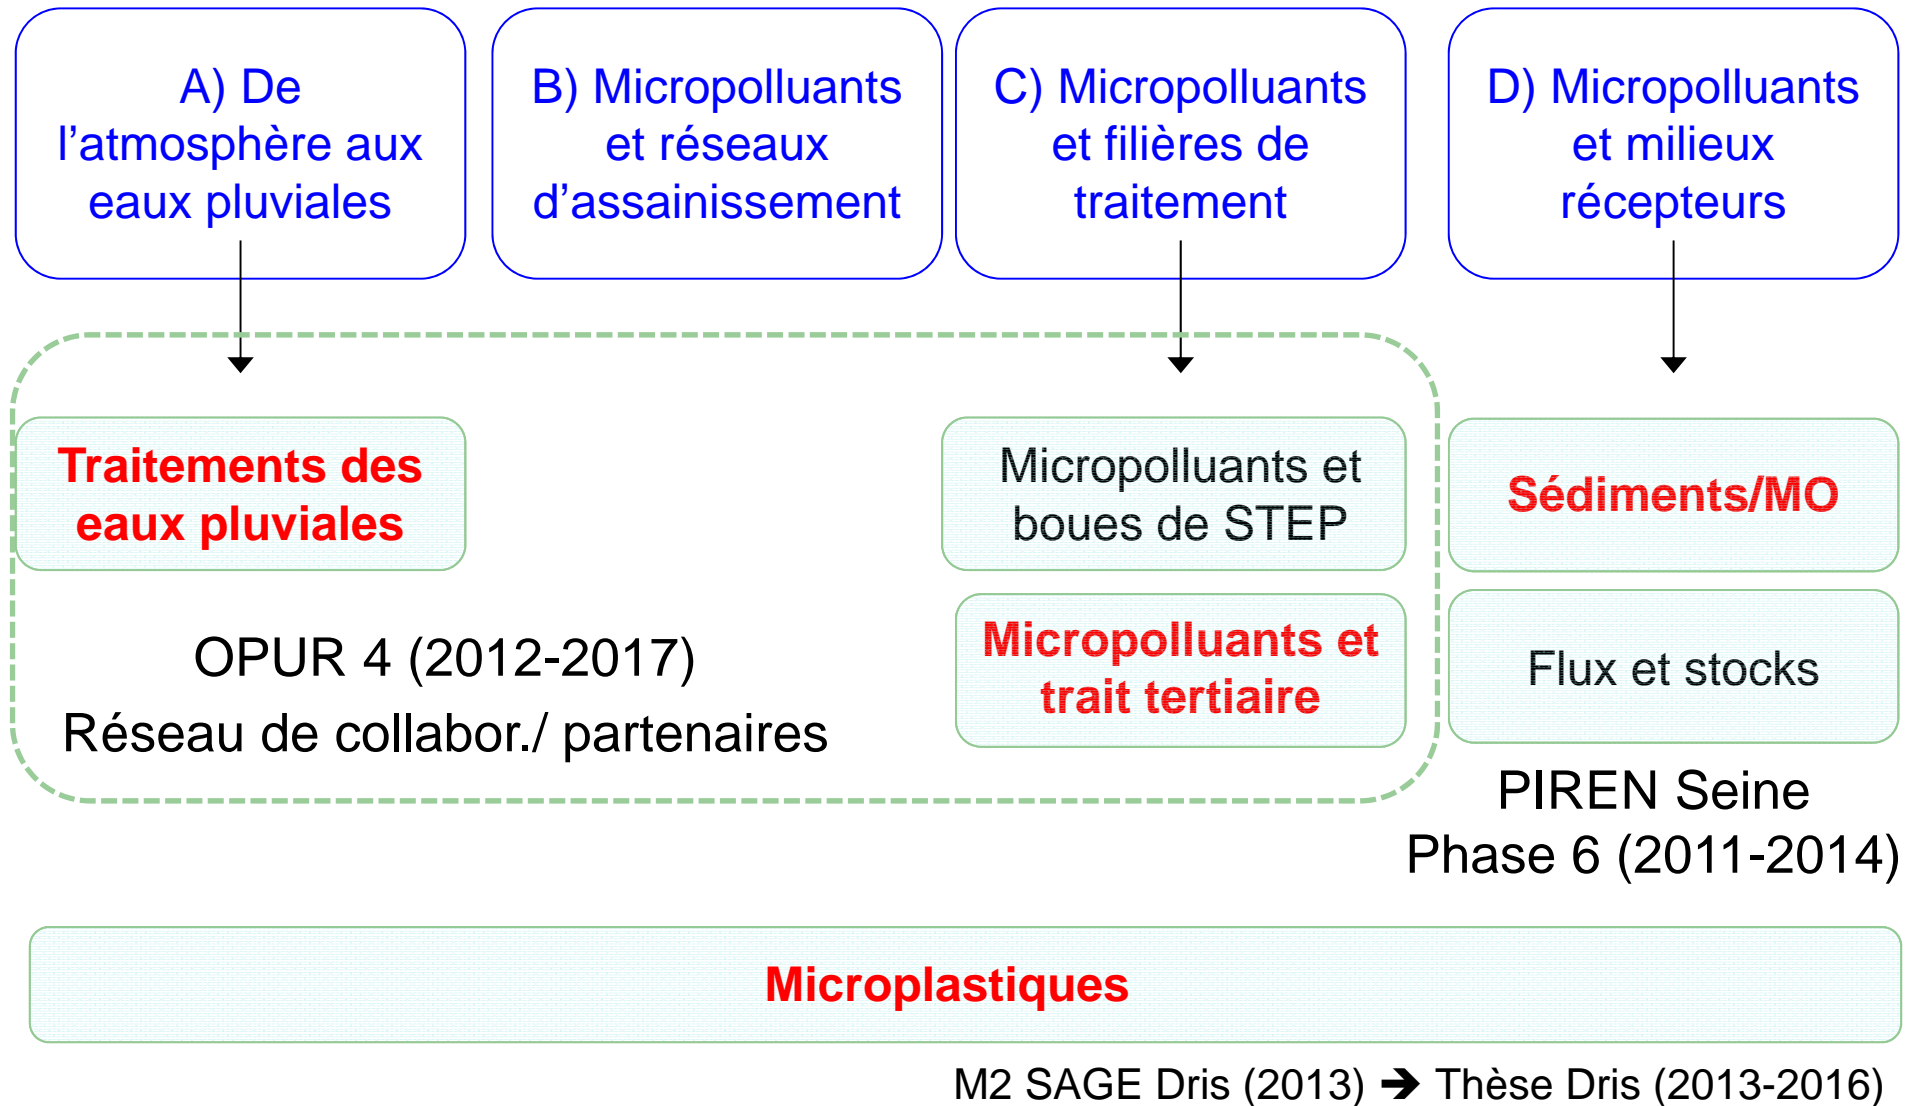 A) De
l’atmosphère aux
eaux pluviales
B) Micropolluants
et réseaux
d’assainissement
C) Micropolluants
et filières de
traitement
D) Micropolluants
et milieux
récepteurs
Traitements des
eaux pluviales
Micropolluants et
boues de STEP
Sédiments/MO
Micropolluants et
trait tertiaire
Flux et stocks
OPUR 4 (2012-2017)
Réseau de collabor./ partenaires
PIREN Seine
Phase 6 (2011-2014)
Microplastiques
M2 SAGE Dris (2013) ➔ Thèse Dris (2013-2016)